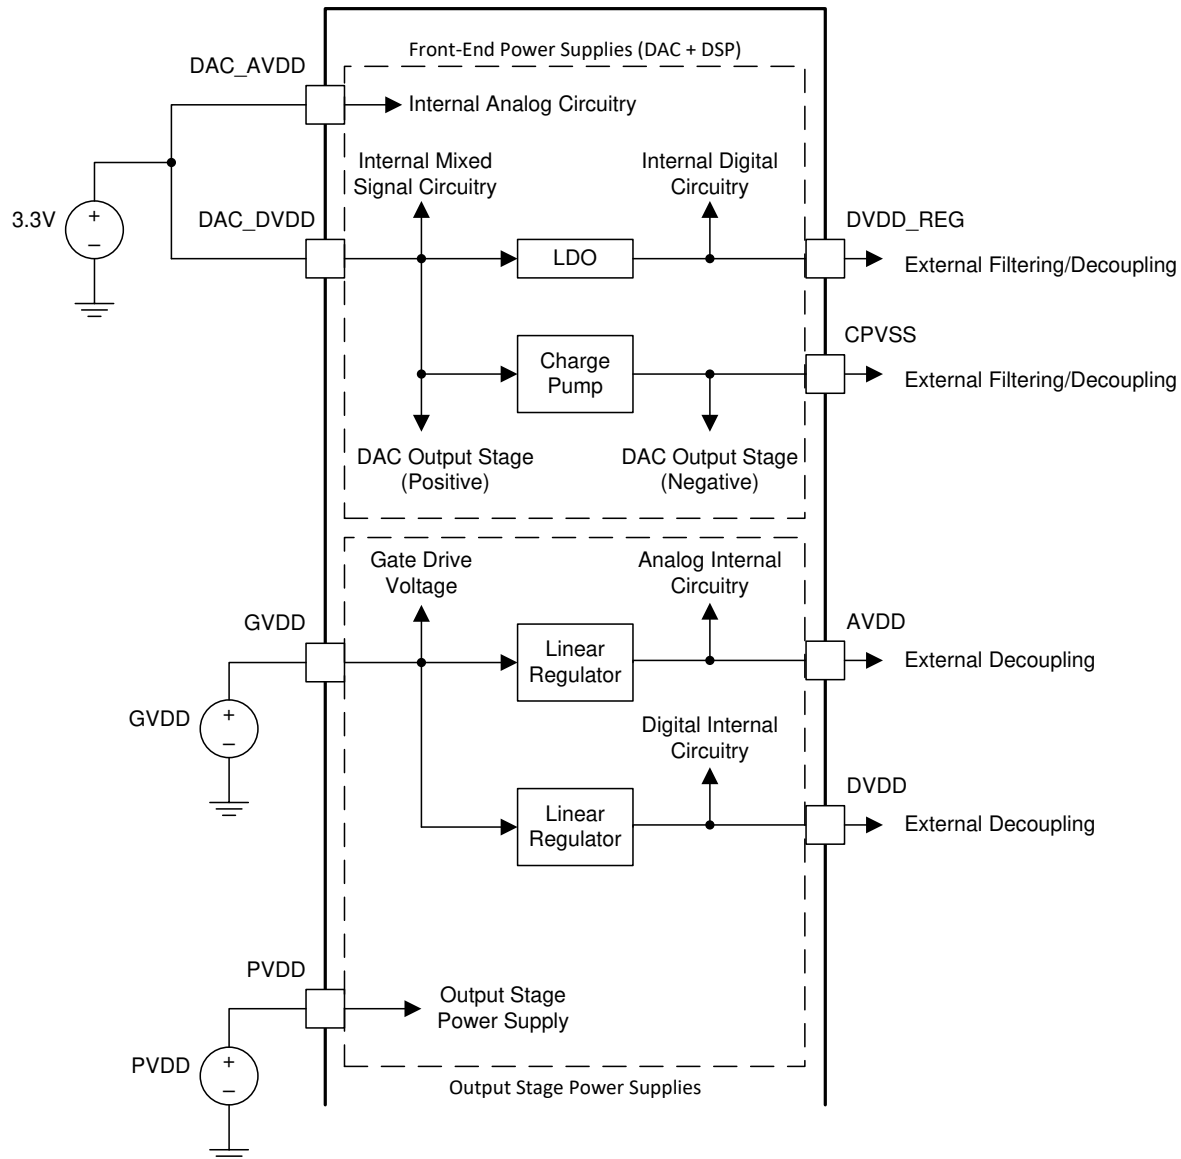 Front-End Power Supplies (DAC + DSP)
DAC_AVDD
Internal Analog Circuitry
Internal Mixed
Signal Circuitry
Internal Digital
Circuitry
3.3V
+
−
DAC_DVDD
LDO
DVDD_REG
External Filtering/Decoupling
CPVSS
Charge
Pump
External Filtering/Decoupling
DAC Output Stage
(Positive)
DAC Output Stage
(Negative)
Gate Drive
Voltage
Analog Internal
Circuitry
GVDD
Linear
Regulator
AVDD
External Decoupling
GVDD
+
−
Digital Internal
Circuitry
Linear
Regulator
DVDD
External Decoupling
PVDD
Output Stage
Power Supply
PVDD
+
−
Output Stage Power Supplies